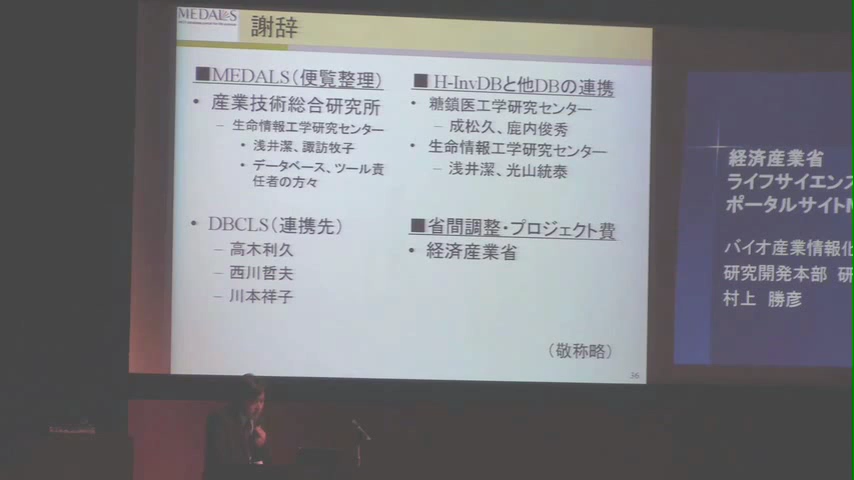 MEDALS
謝辞
■MEDALS（便覧整理）
• 産業技術総合研究所
– 生命情報工学研究センター
• 浅井潔、諏訪牧子
• データベース、ツール責
任者の方々
• DBCLS（連携先）
– 高木利久
– 西川哲夫
– 川本祥子
■H-InvDBと他DBの連携
• 糖鎖医工学研究センター
– 成松久、鹿内俊秀
• 生命情報工学研究センター
– 浅井潔、光山統泰
■省間調整・プロジェクト費
• 経済産業省
（敬称略）
36
経済産業省
ライフサイエンス
ポータルサイトM
バイオ産業情報化
研究開発本部 研
村上 勝彦